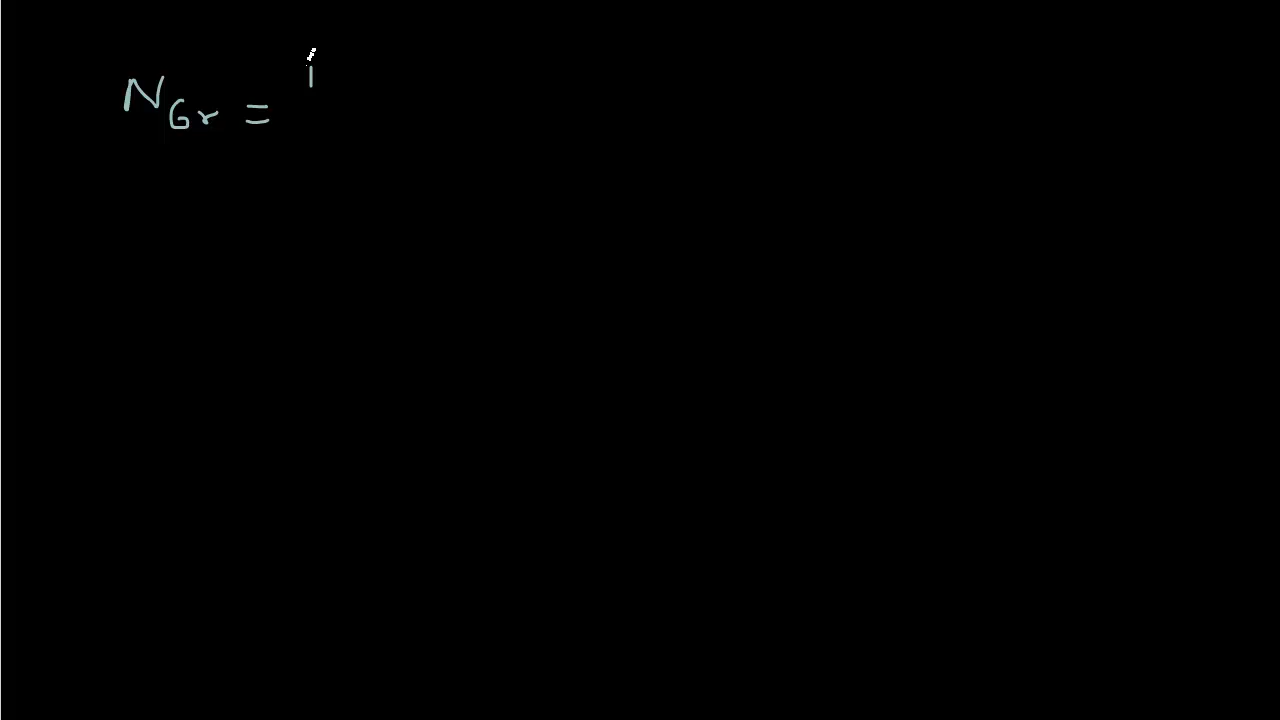 N_Gr =